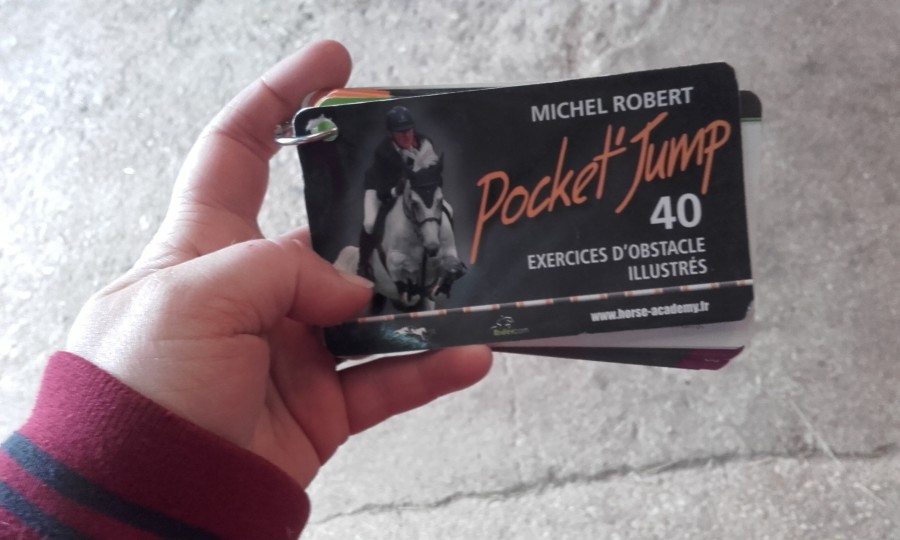 MICHEL ROBERT
Pocket' Jump
40
EXERCICES D'OBSTACLE
ILLUSTRÉS
www.horse-academy.fr